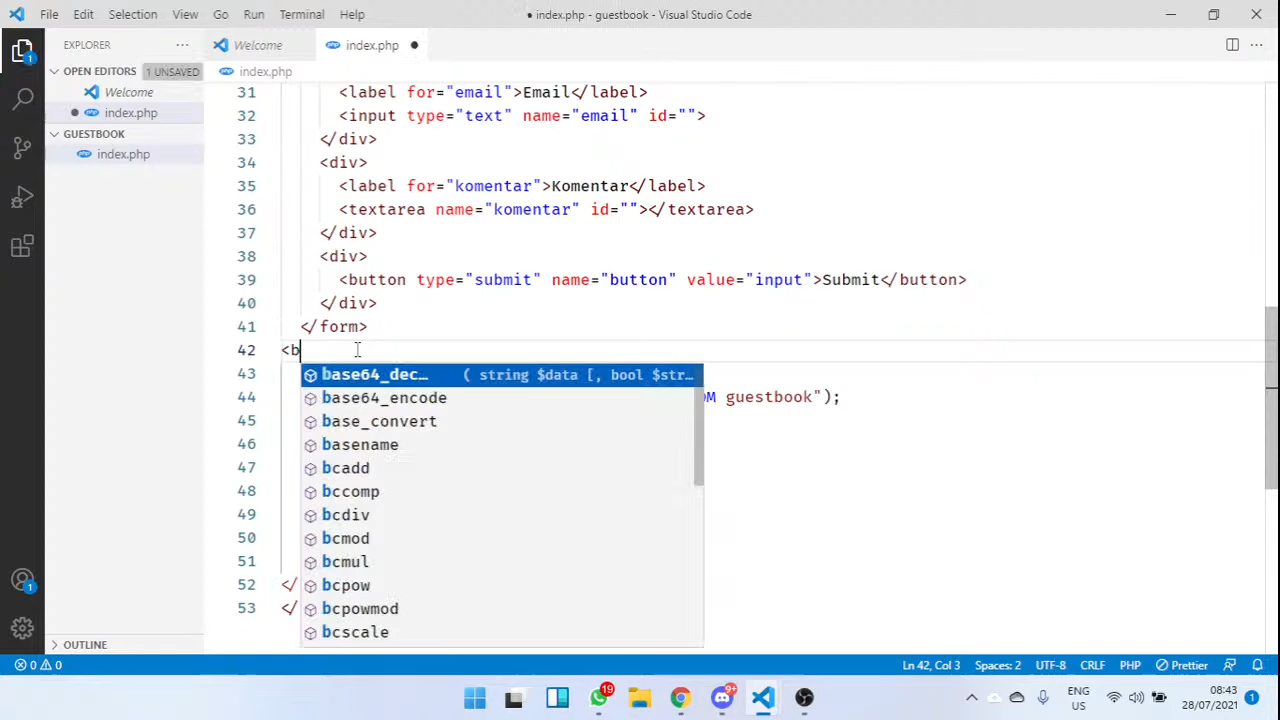 File Edit Selection View Go Run Terminal Help
● index.php - guestbook - Visual Studio Code
EXPLORER
Welcome
index.php
OPEN EDITORS 1 UNSAVED
index.php
Welcome
index.php
GUESTBOOK
index.php
31 <label for="email">Email</label>
32 <input type="text" name="email" id="">
33 </div>
34 <div>
35 <label for="komentar">Komentar</label>
36 <textarea name="komentar" id=""></textarea>
37 </div>
38 <div>
39 <button type="submit" name="button" value="input">Submit</button>
40 </div>
41 </form>
42 <b
43
44 guestbook");
45
46
47
48
49
50
51
52 </
53 </
base64_dec… ( string $data [, bool $str…
base64_encode
base_convert
basename
bcadd
bccomp
bcdiv
bcmod
bcmul
bcpow
bcpowmod
bcscale
OUTLINE
1
1
0 0
Ln 42, Col 3 Spaces: 2 UTF-8 CRLF PHP Prettier
19
9+
ENG
US
08:43
28/07/2021
1